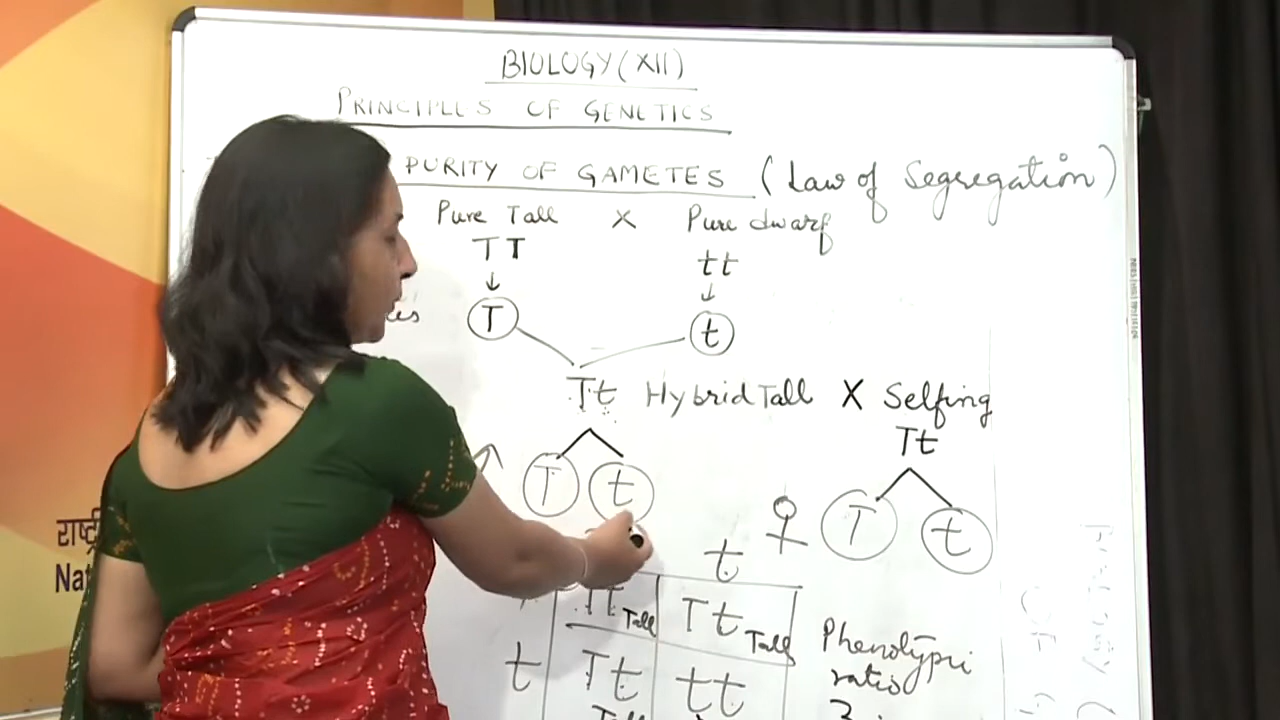 BIOLOGY (XII)
PRINCIPLES OF GENETICS
PURITY OF GAMETES (Law of Segregation)
Pure Tall X Pure dwarf
TT tt
↓ ↓
T t
Tt Hybrid Tall X Selfing
Tt
T t
♀ T t
t
Tt Tall Tt Tall
t Tt tt
Tall
Phenotypic
ratio
3
राष्ट्री
Nat